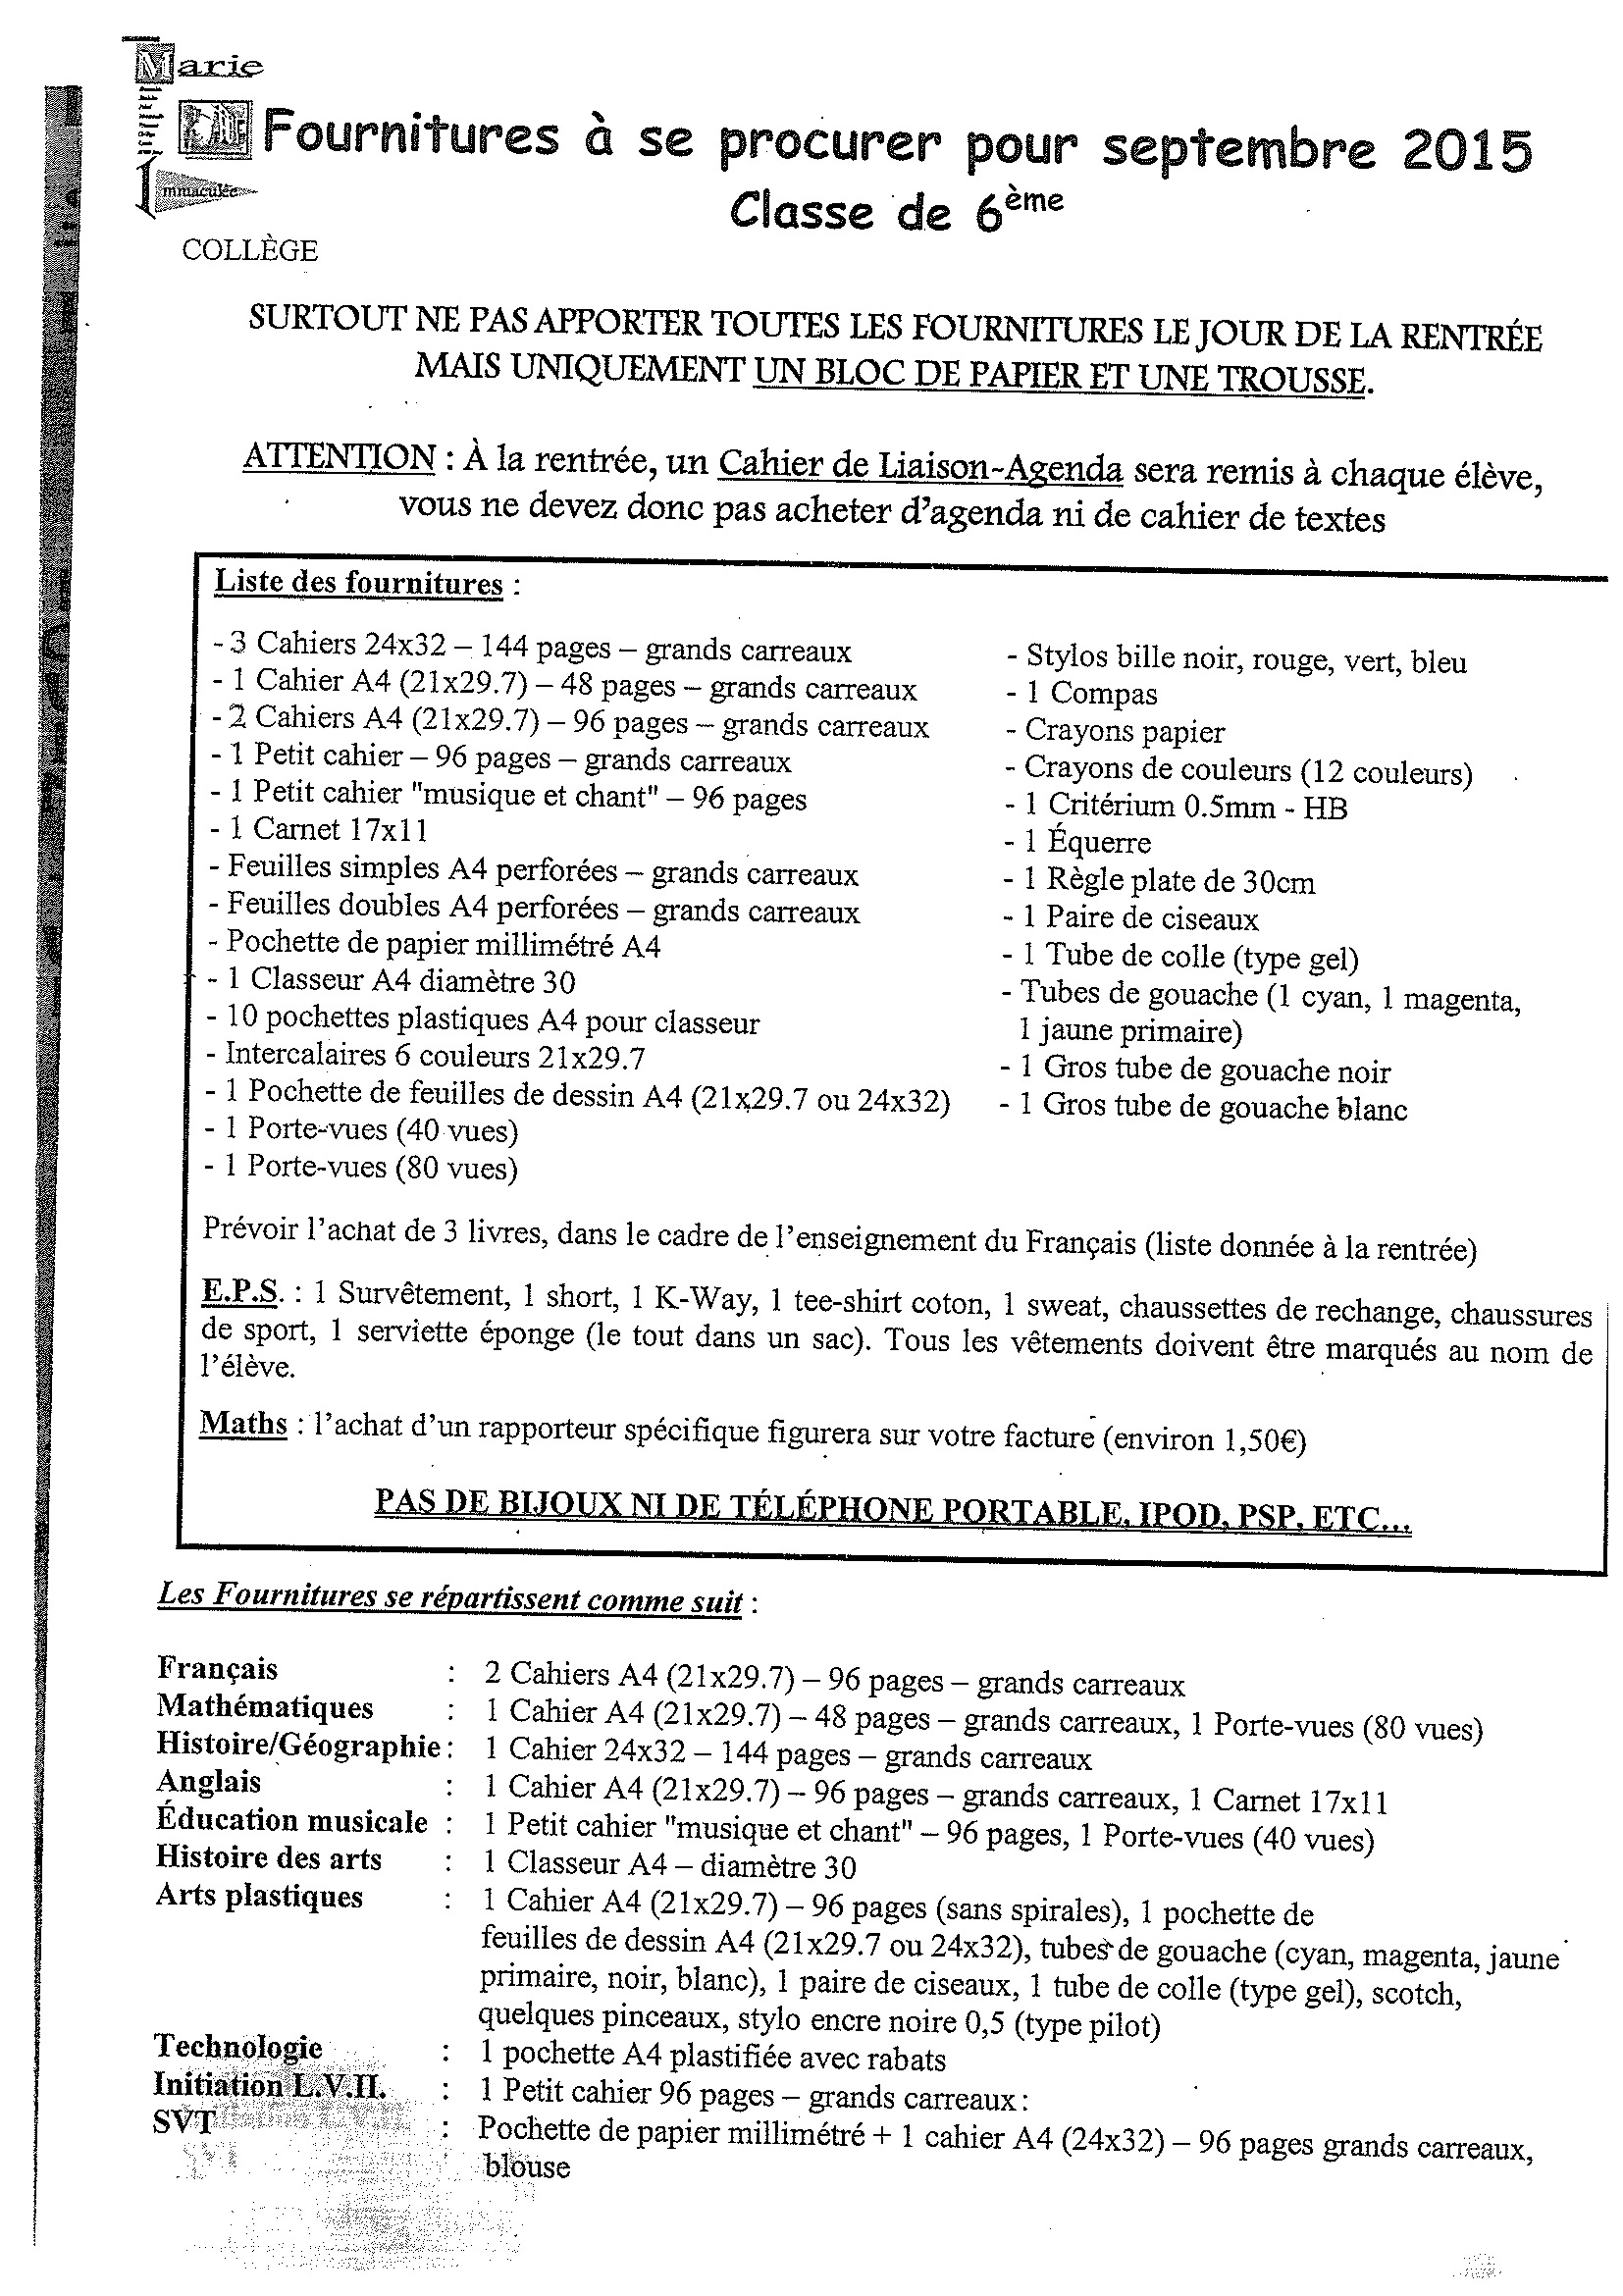 Marie
Immaculée
Fournitures à se procurer pour septembre 2015
Classe de 6ème
COLLÈGE
SURTOUT NE PAS APPORTER TOUTES LES FOURNITURES LE JOUR DE LA RENTRÉE
MAIS UNIQUEMENT UN BLOC DE PAPIER ET UNE TROUSSE.
ATTENTION : À la rentrée, un Cahier de Liaison-Agenda sera remis à chaque élève,
vous ne devez donc pas acheter d'agenda ni de cahier de textes
Liste des fournitures :
- 3 Cahiers 24x32 – 144 pages – grands carreaux
- 1 Cahier A4 (21x29.7) – 48 pages – grands carreaux
- 2 Cahiers A4 (21x29.7) – 96 pages – grands carreaux
- 1 Petit cahier – 96 pages – grands carreaux
- 1 Petit cahier "musique et chant" – 96 pages
- 1 Carnet 17x11
- Feuilles simples A4 perforées – grands carreaux
- Feuilles doubles A4 perforées – grands carreaux
- Pochette de papier millimétré A4
- 1 Classeur A4 diamètre 30
- 10 pochettes plastiques A4 pour classeur
- Intercalaires 6 couleurs 21x29.7
- 1 Pochette de feuilles de dessin A4 (21x29.7 ou 24x32)
- 1 Porte-vues (40 vues)
- 1 Porte-vues (80 vues)
- Stylos bille noir, rouge, vert, bleu
- 1 Compas
- Crayons papier
- Crayons de couleurs (12 couleurs)
- 1 Critérium 0.5mm - HB
- 1 Équerre
- 1 Règle plate de 30cm
- 1 Paire de ciseaux
- 1 Tube de colle (type gel)
- Tubes de gouache (1 cyan, 1 magenta,
1 jaune primaire)
- 1 Gros tube de gouache noir
- 1 Gros tube de gouache blanc
Prévoir l'achat de 3 livres, dans le cadre de l'enseignement du Français (liste donnée à la rentrée)
E.P.S. : 1 Survêtement, 1 short, 1 K-Way, 1 tee-shirt coton, 1 sweat, chaussettes de rechange, chaussures
de sport, 1 serviette éponge (le tout dans un sac). Tous les vêtements doivent être marqués au nom de
l'élève.
Maths : l'achat d'un rapporteur spécifique figurera sur votre facture (environ 1,50€)
PAS DE BIJOUX NI DE TÉLÉPHONE PORTABLE, IPOD, PSP, ETC...
Les Fournitures se répartissent comme suit :
Français : 2 Cahiers A4 (21x29.7) – 96 pages – grands carreaux
Mathématiques : 1 Cahier A4 (21x29.7) – 48 pages – grands carreaux, 1 Porte-vues (80 vues)
Histoire/Géographie : 1 Cahier 24x32 – 144 pages – grands carreaux
Anglais : 1 Cahier A4 (21x29.7) – 96 pages – grands carreaux, 1 Carnet 17x11
Éducation musicale : 1 Petit cahier "musique et chant" – 96 pages, 1 Porte-vues (40 vues)
Histoire des arts : 1 Classeur A4 – diamètre 30
Arts plastiques : 1 Cahier A4 (21x29.7) – 96 pages (sans spirales), 1 pochette de
feuilles de dessin A4 (21x29.7 ou 24x32), tubes de gouache (cyan, magenta, jaune
primaire, noir, blanc), 1 paire de ciseaux, 1 tube de colle (type gel), scotch,
quelques pinceaux, stylo encre noire 0,5 (type pilot)
Technologie : 1 pochette A4 plastifiée avec rabats
Initiation L.V.II. : 1 Petit cahier 96 pages – grands carreaux :
SVT : Pochette de papier millimétré + 1 cahier A4 (24x32) – 96 pages grands carreaux,
blouse